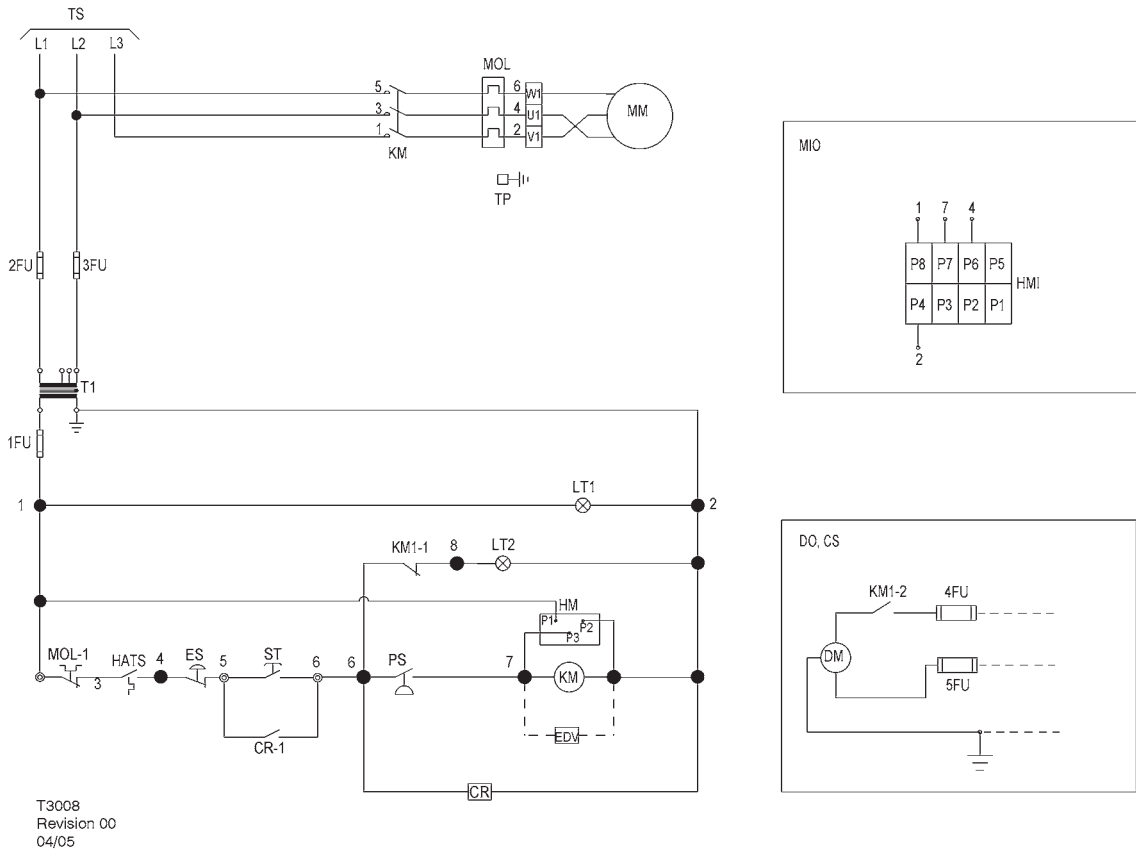 TS
L1 L2 L3
MOL
5 6 W1
3 4 U1
1 2 V1
MM
KM
TP
MIO
1 7 4
P8 P7 P6 P5
HMI
P4 P3 P2 P1
2
2FU 3FU
T1
1FU
1 LT1 2
KM1-1 8 LT2
HM
P1 P2
P3
MOL-1 3 HATS 4 ES 5 ST 6 6 PS 7 KM
CR-1
EDV
CR
DO, CS
KM1-2 4FU
DM
5FU
T3008
Revision 00
04/05